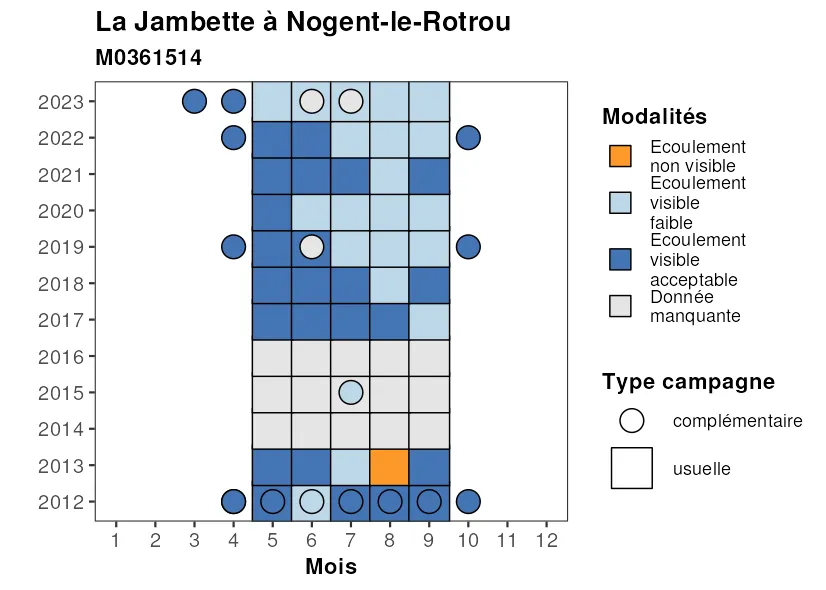 La Jambette à Nogent-le-Rotrou
M0361514
2023
2022
2021
2020
2019
2018
2017
2016
2015
2014
2013
2012
1 2 3 4 5 6 7 8 9 10 11 12
Mois
Modalités
Ecoulement
non visible
Ecoulement
visible
faible
Ecoulement
visible
acceptable
Donnée
manquante
Type campagne
complémentaire
usuelle